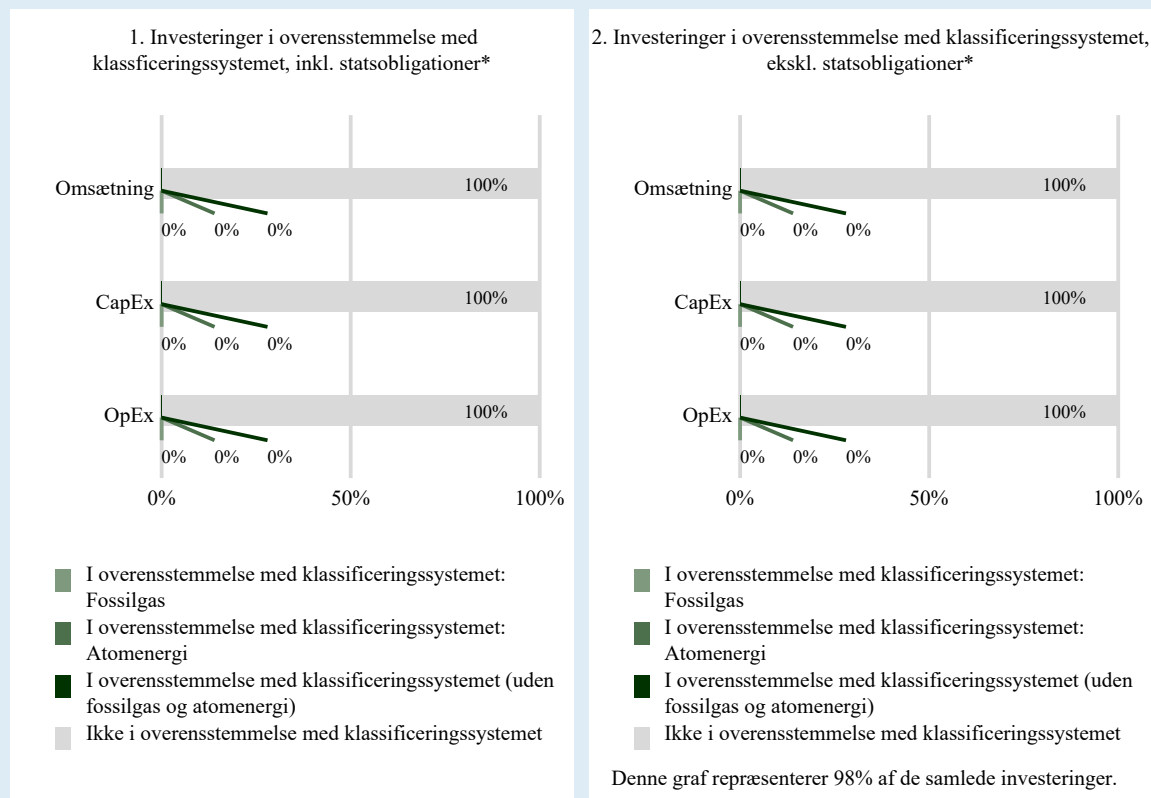 1. Investeringer i overensstemmelse med
klassficeringssystemet, inkl. statsobligationer*
Omsætning
100%
0% 0% 0%
CapEx
100%
0% 0% 0%
OpEx
100%
0% 0% 0%
0% 50% 100%
I overensstemmelse med klassificeringssystemet:
Fossilgas
I overensstemmelse med klassificeringssystemet:
Atomenergi
I overensstemmelse med klassificeringssystemet (uden
fossilgas og atomenergi)
Ikke i overensstemmelse med klassificeringssystemet
2. Investeringer i overensstemmelse med klassificeringssystemet,
ekskl. statsobligationer*
Omsætning
100%
0% 0% 0%
CapEx
100%
0% 0% 0%
OpEx
100%
0% 0% 0%
0% 50% 100%
I overensstemmelse med klassificeringssystemet:
Fossilgas
I overensstemmelse med klassificeringssystemet:
Atomenergi
I overensstemmelse med klassificeringssystemet (uden
fossilgas og atomenergi)
Ikke i overensstemmelse med klassificeringssystemet
Denne graf repræsenterer 98% af de samlede investeringer.